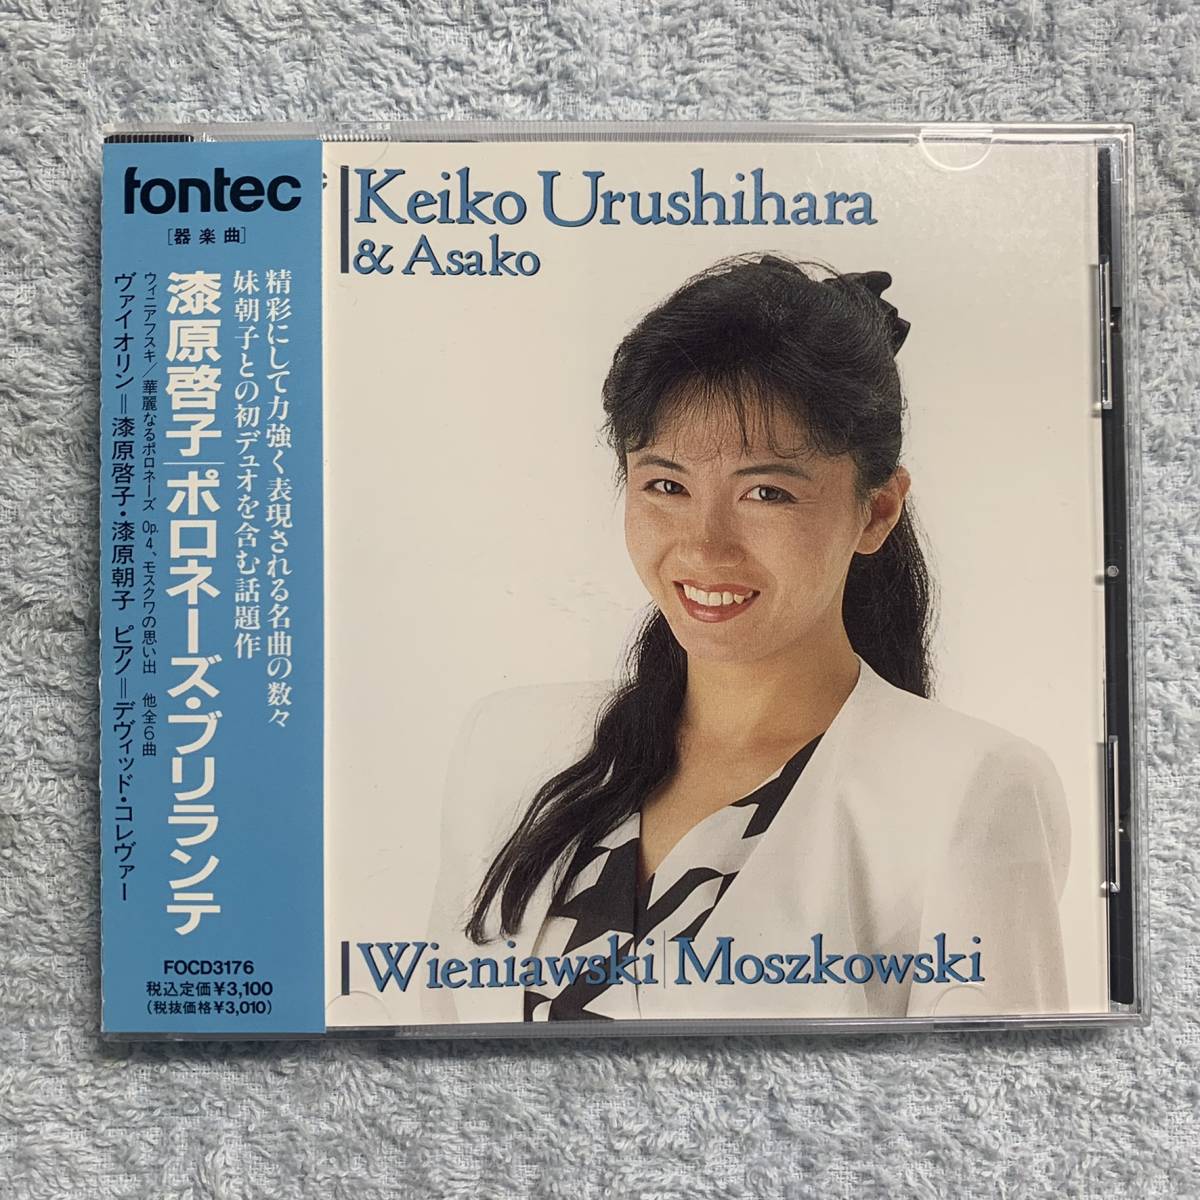 fontec
[器楽曲]
精彩にして力強く表現される名曲の数々
妹朝子との初デュオを含む話題作
漆原啓子|ポロネーズ・ブリランテ
ウィニアフスキ/華麗なるポロネーズ Op.4、モスクワの思い出 他全6曲
ヴァイオリン=漆原啓子・漆原朝子 ピアノ=デヴィッド・コレヴァー
FOCD3176
税込定価¥3,100
(税抜価格¥3,010)
Keiko Urushihara
& Asako
Wieniawski|Moszkowski